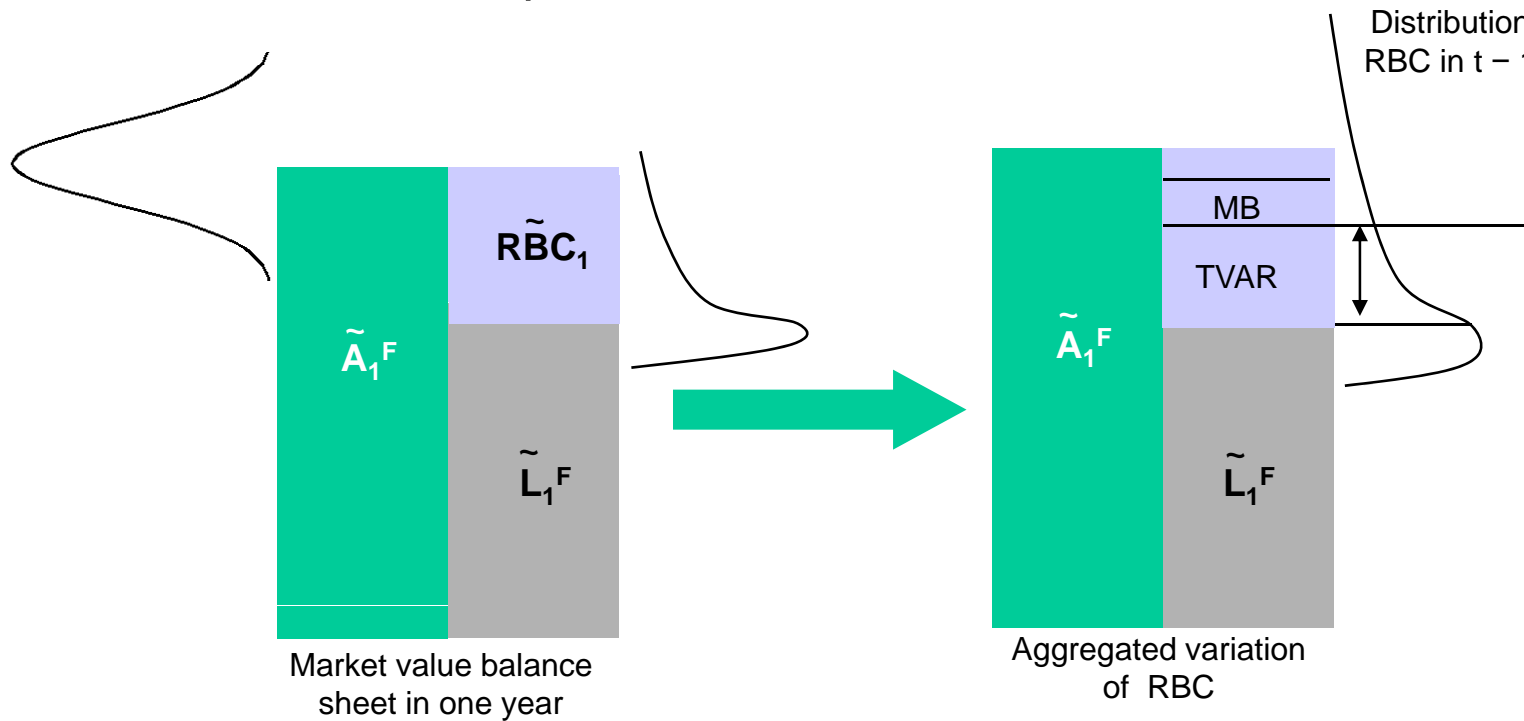 Distribution
RBC in t −
MB
RB̃C₁
TVAR
Ã₁ᶠ
Ã₁ᶠ
L̃₁ᶠ
L̃₁ᶠ
Market value balance
sheet in one year
Aggregated variation
of RBC